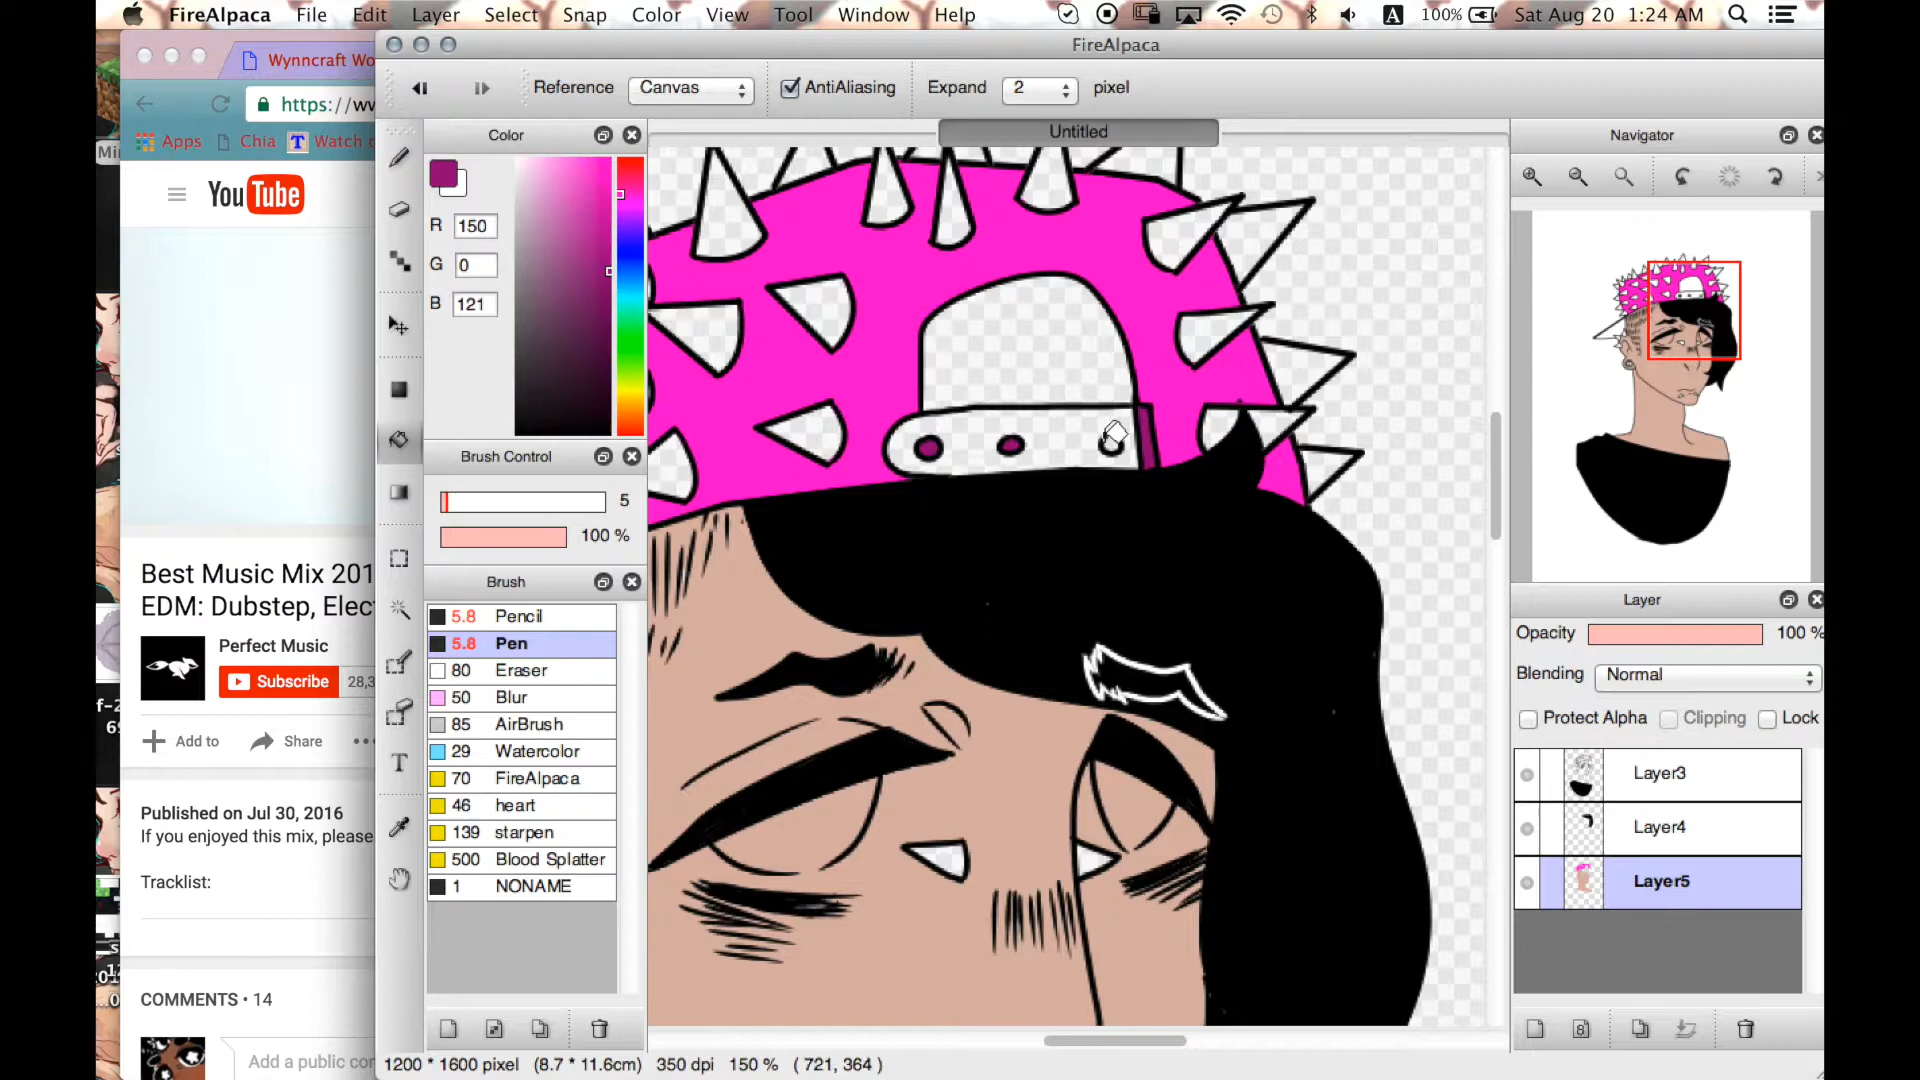 FireAlpaca File Edit Layer Select Snap Color View Tool Window Help A 100% Sat Aug 20 1:24 AM
FireAlpaca
Wynncraft Wo
https://ww
Apps Chia T Watch
YouTube
Best Music Mix 201
EDM: Dubstep, Elect
Perfect Music
Subscribe 28,3
Add to Share
Published on Jul 30, 2016
If you enjoyed this mix, please
Tracklist:
COMMENTS • 14
Add a public con
Reference Canvas AntiAliasing Expand 2 pixel
Color
R 150
G 0
B 121
Brush Control
5
100 %
Brush
5.8 Pencil
5.8 Pen
80 Eraser
50 Blur
85 AirBrush
29 Watercolor
70 FireAlpaca
46 heart
139 starpen
500 Blood Splatter
1 NONAME
T
Untitled
Navigator
Layer
Opacity 100 %
Blending Normal
Protect Alpha Clipping Lock
Layer3
Layer4
Layer5
1200 * 1600 pixel (8.7 * 11.6cm) 350 dpi 150 % ( 721, 364 )